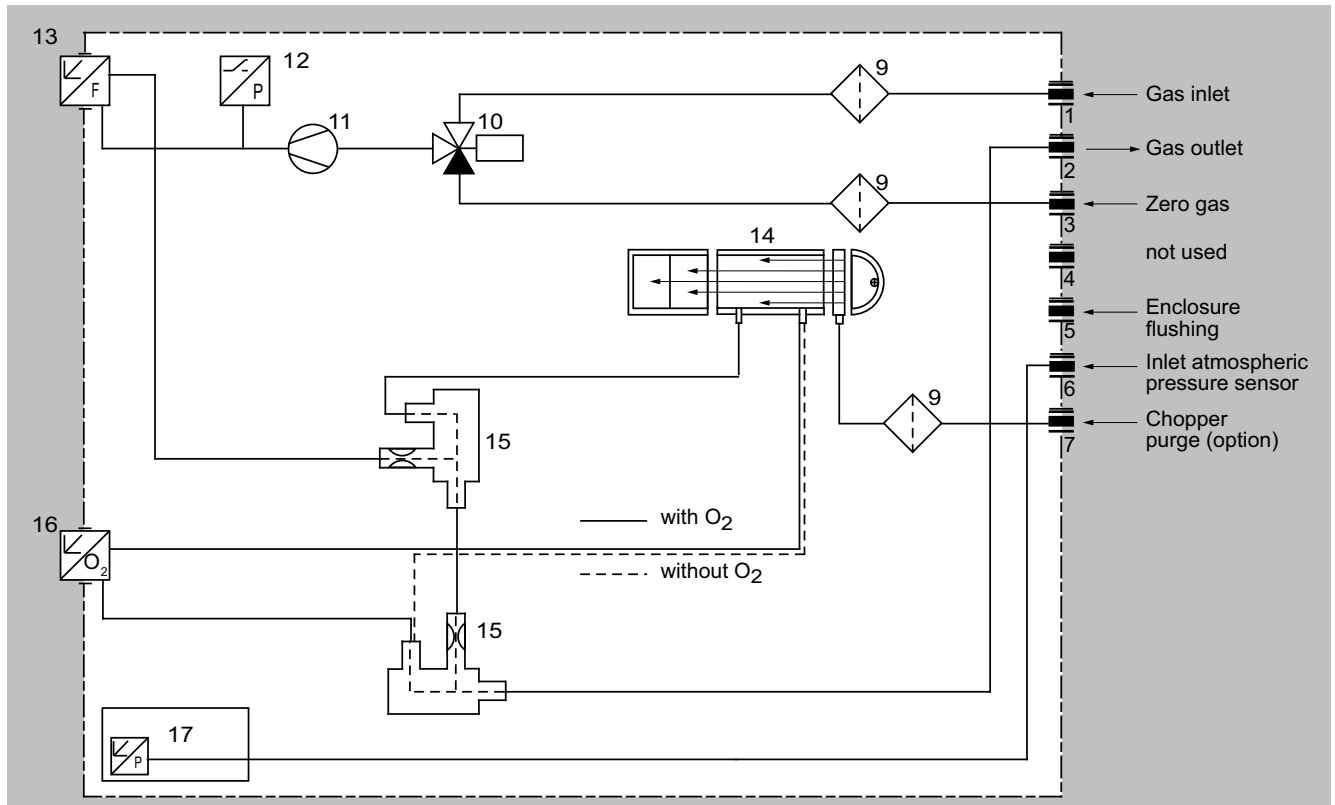 13
F
12
P
11
10
9
1
Gas inlet
2
Gas outlet
9
3
Zero gas
14
4
not used
5
Enclosure
flushing
6
Inlet atmospheric
pressure sensor
9
7
Chopper
purge (option)
15
16
O2
with O2
without O2
15
17
P